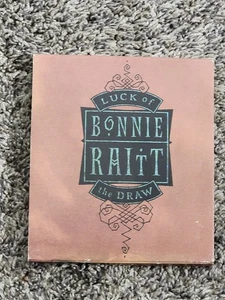 LUCK of
BONNIE
RAITT
the DRAW